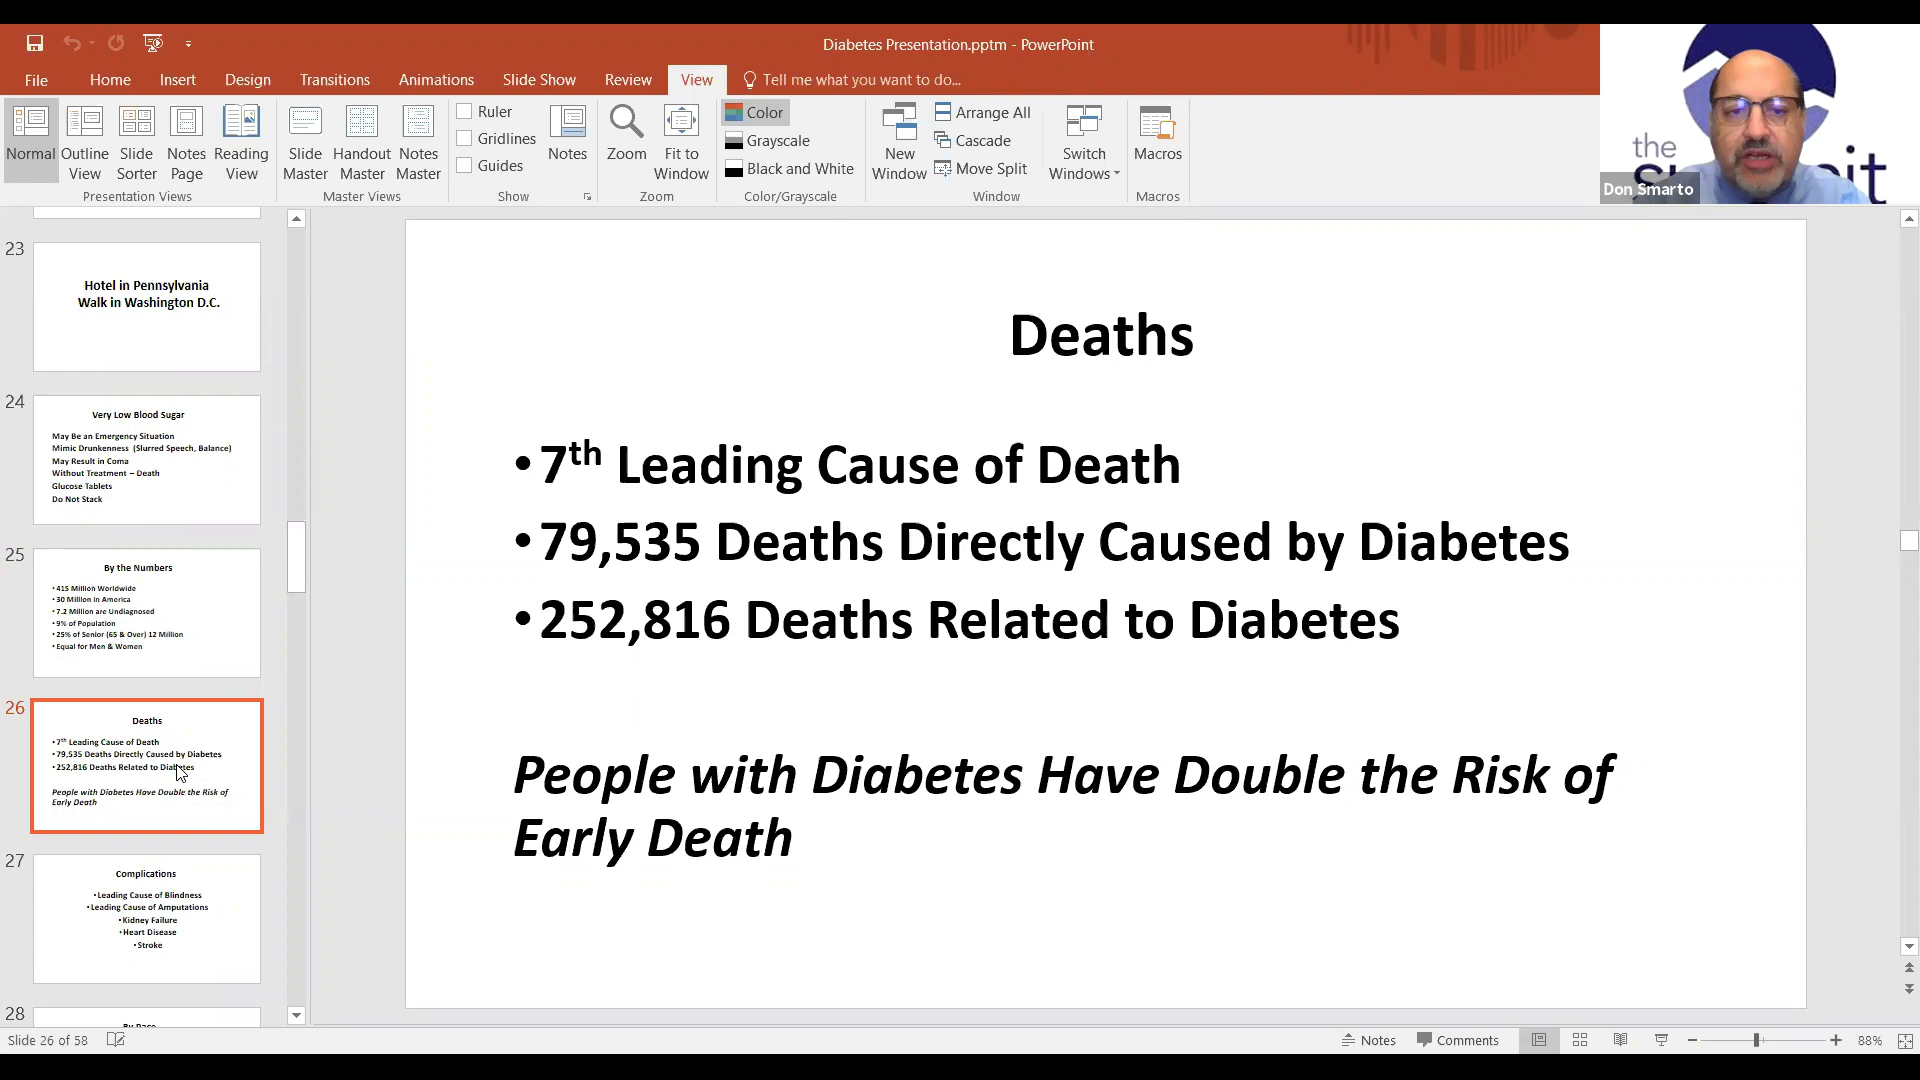 Diabetes Presentation.pptm - PowerPoint
File Home Insert Design Transitions Animations Slide Show Review View Tell me what you want to do...
Normal
Outline View
Slide Sorter
Notes Page
Reading View
Presentation Views
Slide Master
Handout Master
Notes Master
Master Views
Ruler
Gridlines
Guides
Notes
Show
Zoom
Fit to Window
Zoom
Color
Grayscale
Black and White
Color/Grayscale
New Window
Arrange All
Cascade
Move Split
Switch Windows
Window
Macros
Macros
the
Don Smarto
23
Hotel in Pennsylvania
Walk in Washington D.C.
24
Very Low Blood Sugar
May Be an Emergency Situation
Mimic Drunkenness (Slurred Speech, Balance)
May Result in Coma
Without Treatment – Death
Glucose Tablets
Do Not Stack
25
By the Numbers
• 415 Million Worldwide
• 30 Million in America
• 7.2 Million are Undiagnosed
• 9% of Population
• 25% of Senior (65 & Over) 12 Million
• Equal for Men & Women
26
Deaths
• 7th Leading Cause of Death
• 79,535 Deaths Directly Caused by Diabetes
• 252,816 Deaths Related to Diabetes
People with Diabetes Have Double the Risk of
Early Death
27
Complications
• Leading Cause of Blindness
• Leading Cause of Amputations
• Kidney Failure
• Heart Disease
• Stroke
28
Deaths
• 7th Leading Cause of Death
• 79,535 Deaths Directly Caused by Diabetes
• 252,816 Deaths Related to Diabetes
People with Diabetes Have Double the Risk of
Early Death
Slide 26 of 58
Notes
Comments
88%